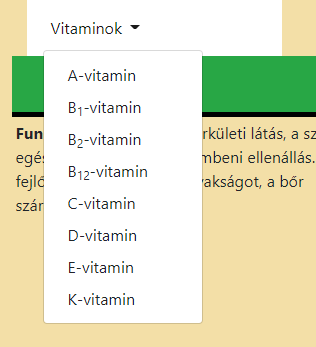 Vitaminok
A-vitamin
B₁-vitamin
Fun rkületi látás, a sz
B₂-vitamin
egés mbeni ellenállás.
B₁₂-vitamin
fejlő vakságot, a bőr
C-vitamin
szár
D-vitamin
E-vitamin
K-vitamin